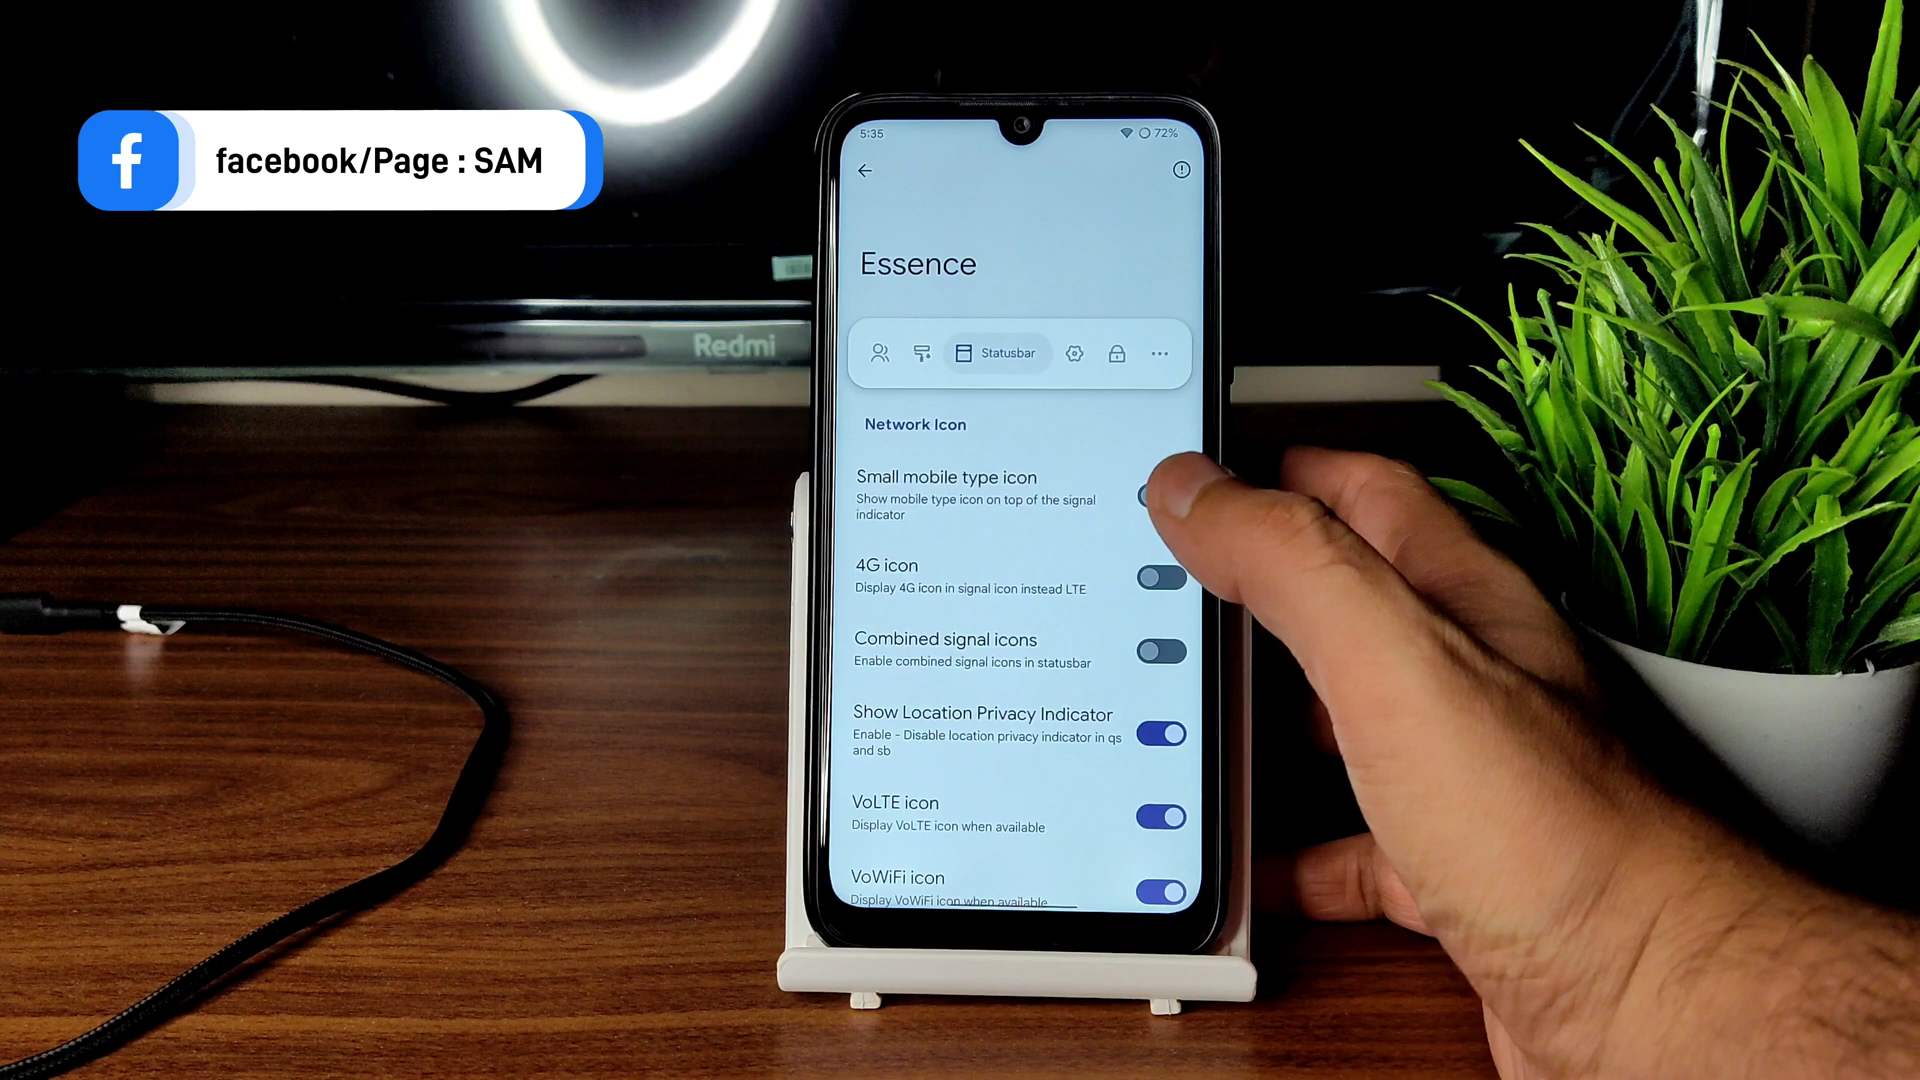 facebook/Page : SAM
Redmi
5:35
72%
Essence
Statusbar
Network Icon
Small mobile type icon
Show mobile type icon on top of the signal
indicator
4G icon
Display 4G icon in signal icon instead LTE
Combined signal icons
Enable combined signal icons in statusbar
Show Location Privacy Indicator
Enable - Disable location privacy indicator in qs
and sb
VoLTE icon
Display VoLTE icon when available
VoWiFi icon
Display VoWiFi icon when available